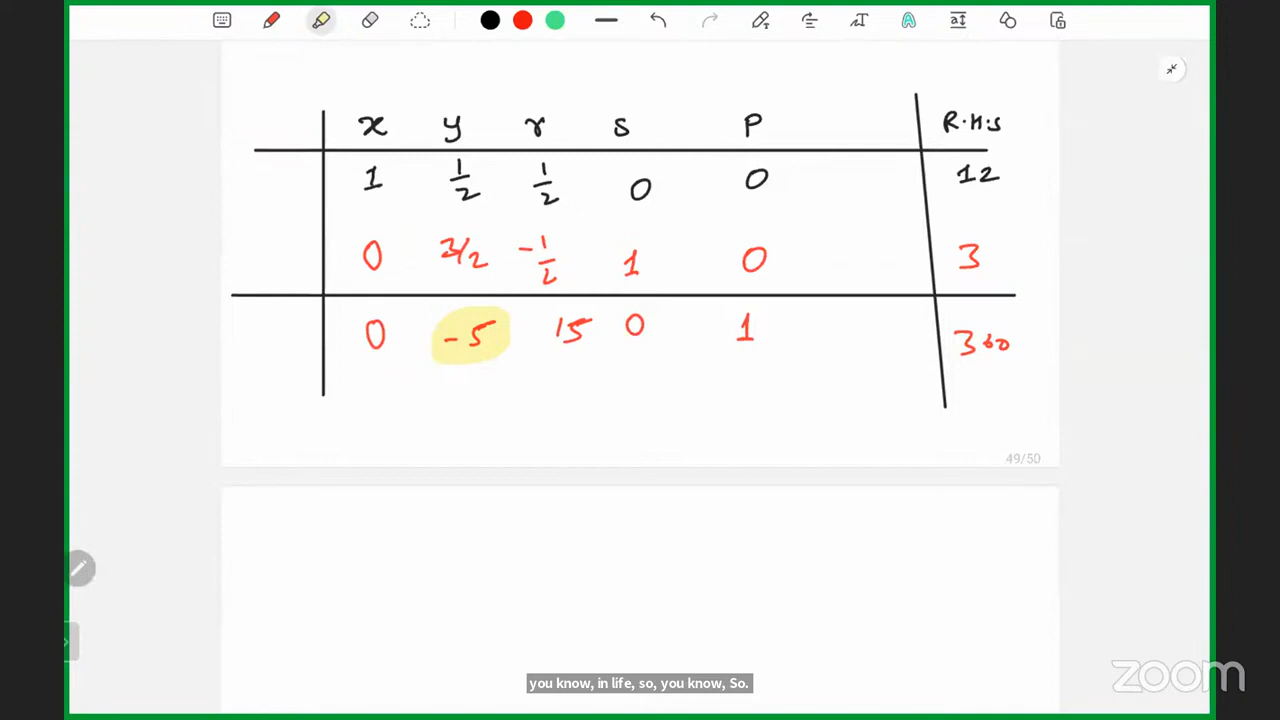 x y r s P R.H.S
1 1/2 1/2 0 0 12
0 3/2 -1/2 1 0 3
0 -5 15 0 1 360
49/50
you know, in life, so, you know, So.
zoom